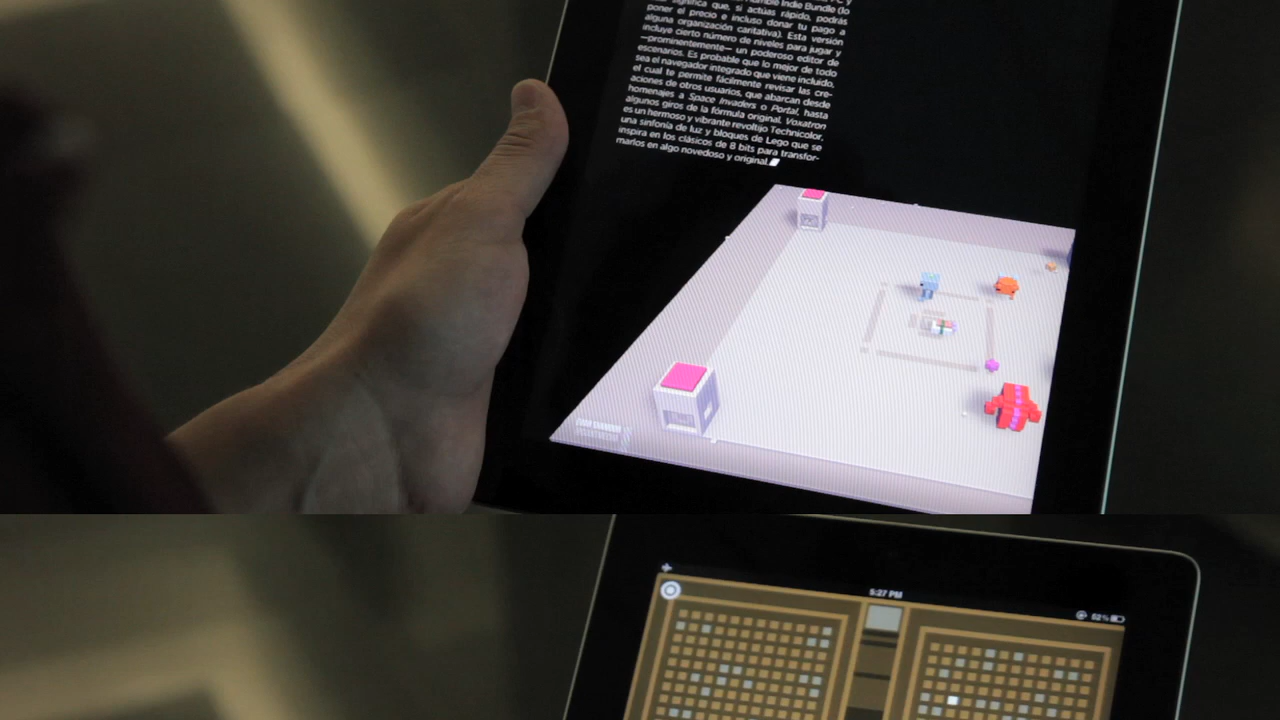 umble Indie Bundle (lo
significa que, si actúas rápido, podrás
poner el precio e incluso donar tu pago a
alguna organización caritativa). Esta versión
incluye cierto número de niveles para jugar y
—prominentemente— un poderoso editor de
escenarios. Es probable que lo mejor de todo
sea el navegador integrado que viene incluido,
el cual te permite fácilmente revisar las cre-
aciones de otros usuarios, que abarcan desde
homenajes a Space Invaders o Portal, hasta
algunos giros de la fórmula original. Voxatron
es un hermoso y vibrante revoltijo Technicolor,
una sinfonía de luz y bloques de Lego que se
inspira en los clásicos de 8 bits para transfor-
marlos en algo novedoso y original.
5:27 PM
52%